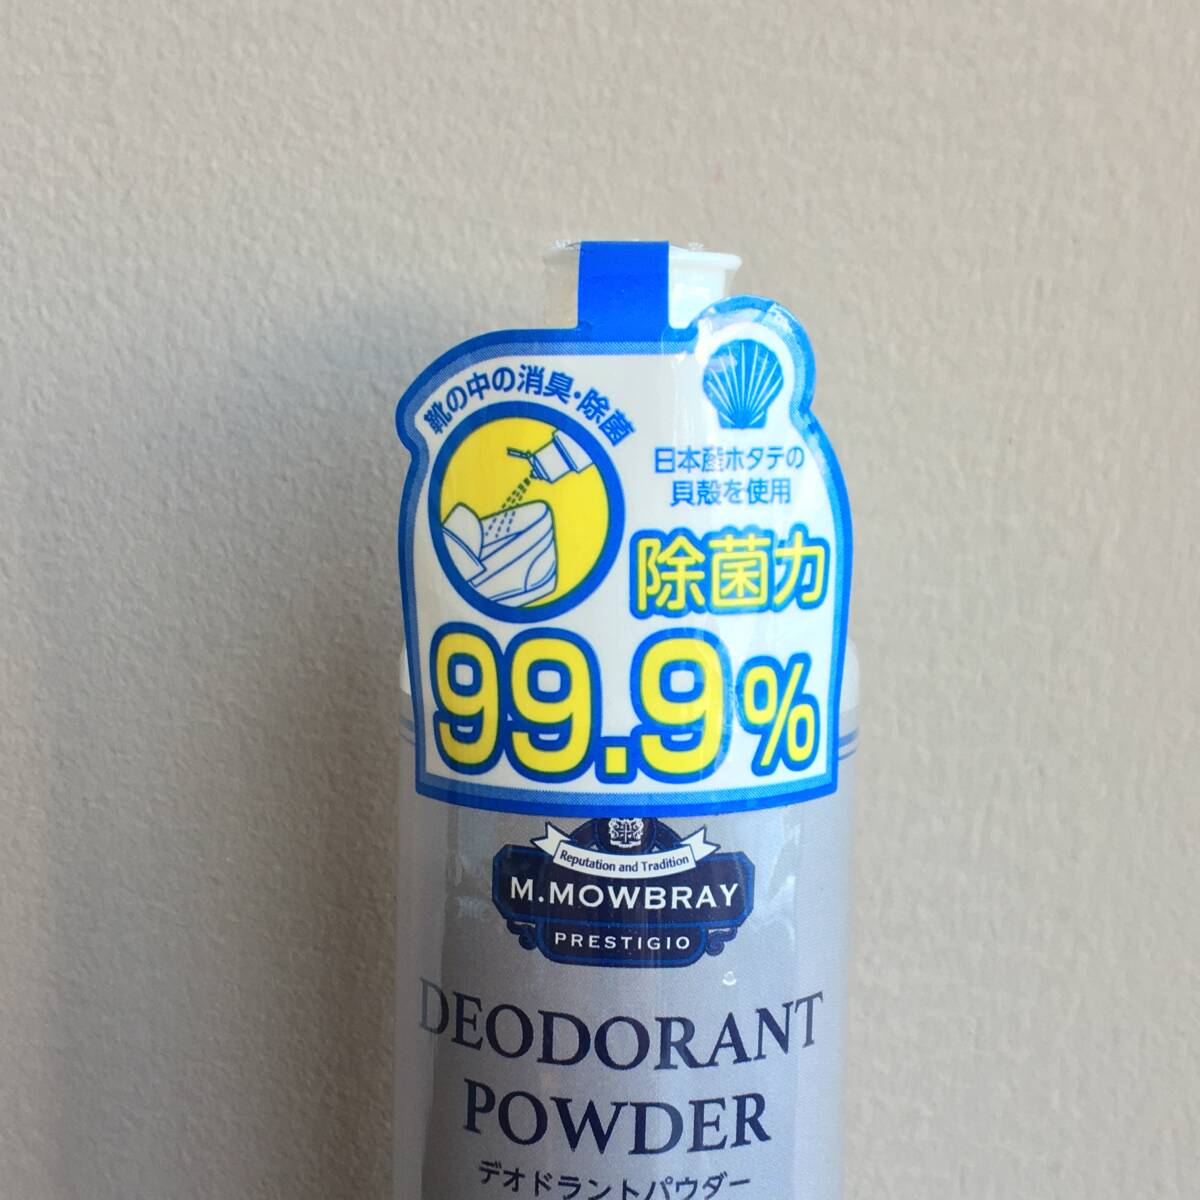 靴の中の消臭・除菌
日本産ホタテの
貝殻を使用
除菌力
99.9%
Reputation and Tradition
M.MOWBRAY
PRESTIGIO
DEODORANT
POWDER
デオドラントパウダー